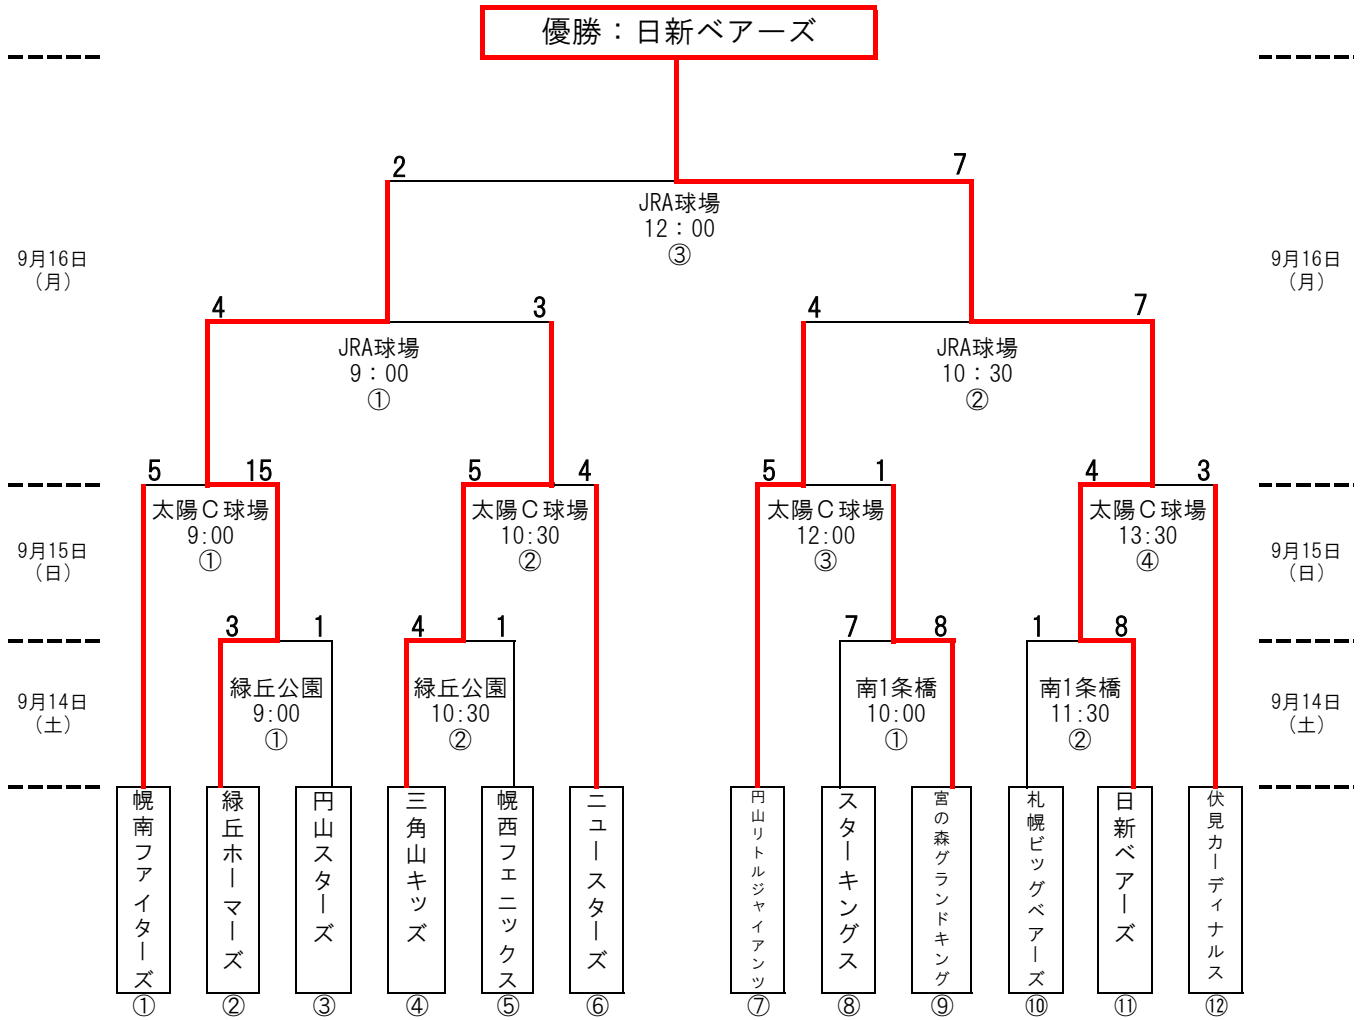 優勝：日新ベアーズ
2
7
JRA球場
12：00
③
9月16日
（月）
9月16日
（月）
4
3
4
7
JRA球場
9：00
①
JRA球場
10：30
②
5
15
5
4
5
1
4
3
太陽Ｃ球場
9:00
①
太陽Ｃ球場
10:30
②
太陽Ｃ球場
12:00
③
太陽Ｃ球場
13:30
④
9月15日
（日）
9月15日
（日）
3
1
4
1
7
8
1
8
緑丘公園
9:00
①
緑丘公園
10:30
②
南1条橋
10:00
①
南1条橋
11:30
②
9月14日
（土）
9月14日
（土）
幌南ファイターズ
緑丘ホーマーズ
円山スターズ
三角山キッズ
幌西フェニックス
ニュースターズ
円山リトルジャイアンツ
スターキングス
宮の森グランドキング
札幌ビッグベアーズ
日新ベアーズ
伏見カーディナルス
①
②
③
④
⑤
⑥
⑦
⑧
⑨
⑩
⑪
⑫